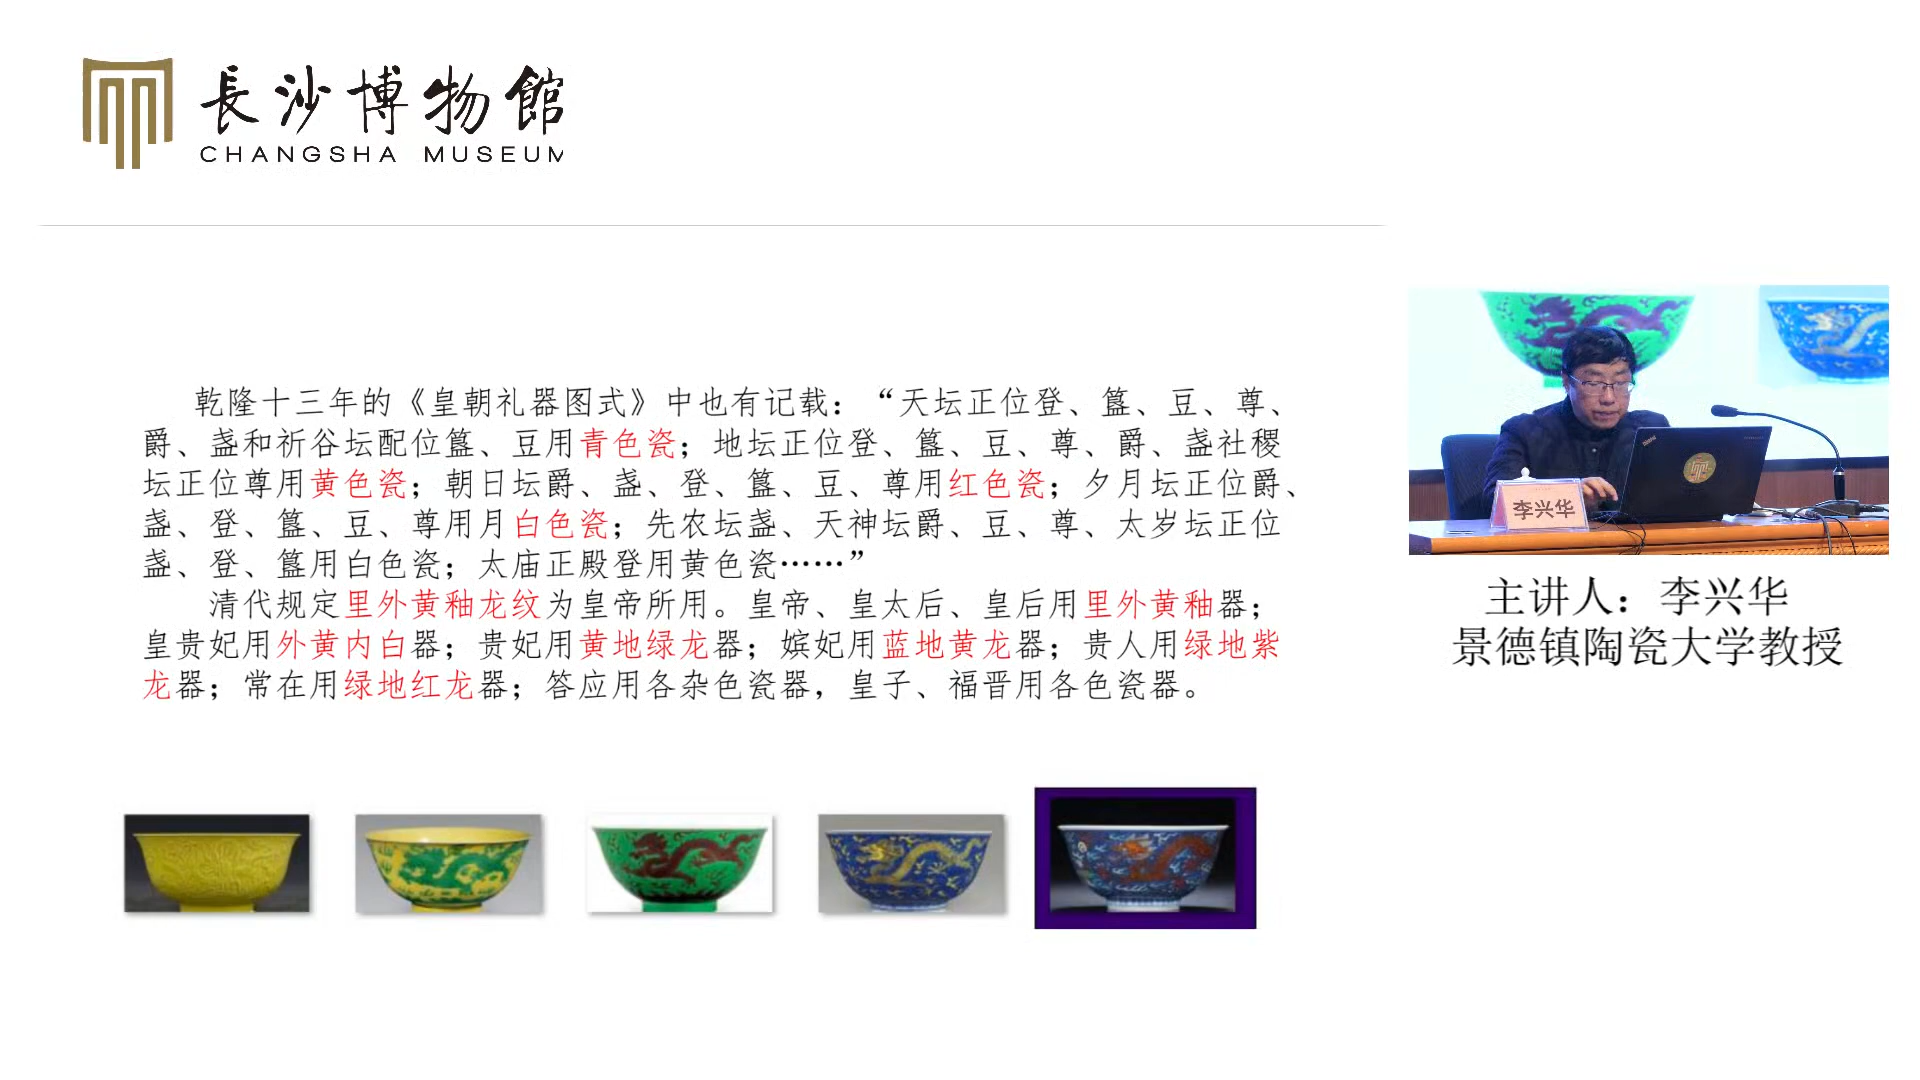 長沙博物館
CHANGSHA MUSEUM
乾隆十三年的《皇朝礼器图式》中也有记载：“天坛正位登、簋、豆、尊、
爵、盏和祈谷坛配位簋、豆用青色瓷；地坛正位登、簋、豆、尊、爵、盏社稷
坛正位尊用黄色瓷；朝日坛爵、盏、登、簋、豆、尊用红色瓷；夕月坛正位爵、
盏、登、簋、豆、尊用月白色瓷；先农坛盏、天神坛爵、豆、尊、太岁坛正位
盏、登、簋用白色瓷；太庙正殿登用黄色瓷……”
清代规定里外黄釉龙纹为皇帝所用。皇帝、皇太后、皇后用里外黄釉器；
皇贵妃用外黄内白器；贵妃用黄地绿龙器；嫔妃用蓝地黄龙器；贵人用绿地紫
龙器；常在用绿地红龙器；答应用各杂色瓷器，皇子、福晋用各色瓷器。
李兴华
主讲人：李兴华
景德镇陶瓷大学教授